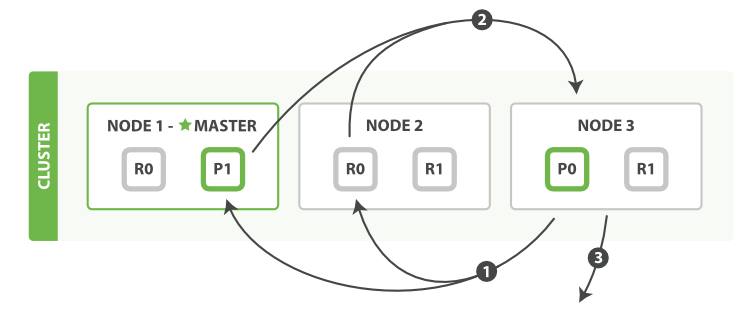 2
CLUSTER
NODE 1 - ★ MASTER
R0
P1
NODE 2
R0
R1
NODE 3
P0
R1
1
3